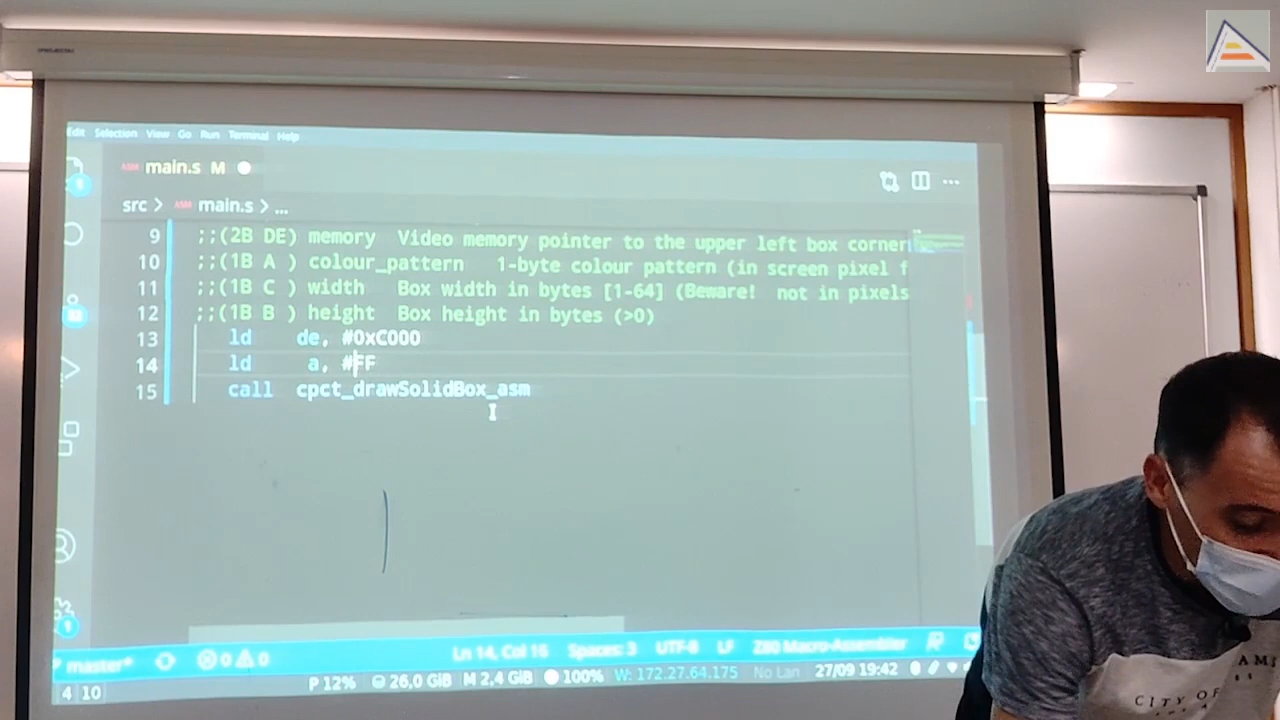 Edit Selection View Go Run Terminal Help
main.s M
src > main.s > ...
9 ;;(2B DE) memory Video memory pointer to the upper left box corner
10 ;;(1B A ) colour_pattern 1-byte colour pattern (in screen pixel f
11 ;;(1B C ) width Box width in bytes [1-64] (Beware! not in pixels
12 ;;(1B B ) height Box height in bytes (>0)
13 ld de, #0xC000
14 ld a, #FF
15 call cpct_drawSolidBox_asm
master* 0 0 Ln 14, Col 16 Spaces: 3 UTF-8 LF Z80 Macro-Assembler
4 10 P 12% 26,0 GiB M 2,4 GiB 100% W: 172.27.64.175 No Lan 27/09 19:42
CITY OF